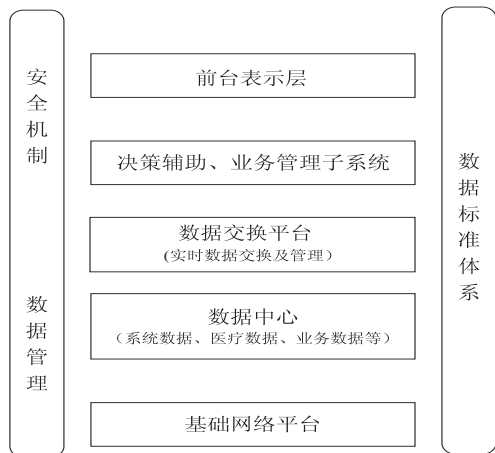 安全机制
数据管理
前台表示层
决策辅助、业务管理子系统
数据交换平台
(实时数据交换及管理）
数据中心
（系统数据、医疗数据、业务数据等）
基础网络平台
数据标准体系